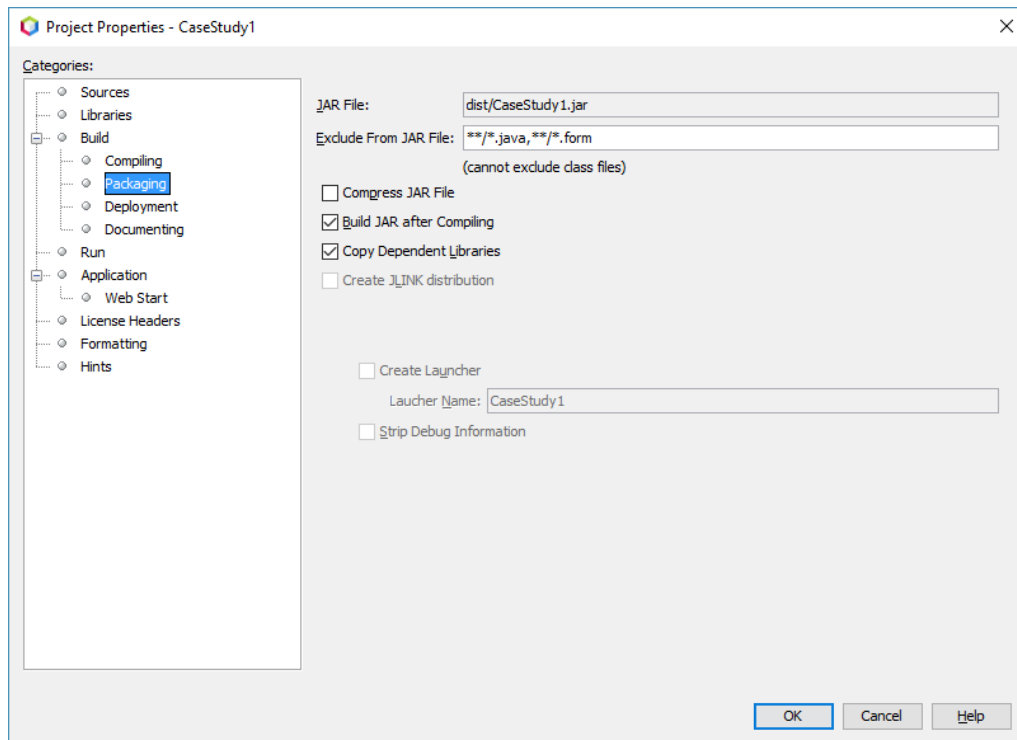 Project Properties - CaseStudy1
Categories:
Sources
Libraries
Build
Compiling
Packaging
Deployment
Documenting
Run
Application
Web Start
License Headers
Formatting
Hints
JAR File: dist/CaseStudy1.jar
Exclude From JAR File: **/*.java,**/*.form
(cannot exclude class files)
Compress JAR File
Build JAR after Compiling
Copy Dependent Libraries
Create JLINK distribution
Create Launcher
Laucher Name: CaseStudy1
Strip Debug Information
OK Cancel Help